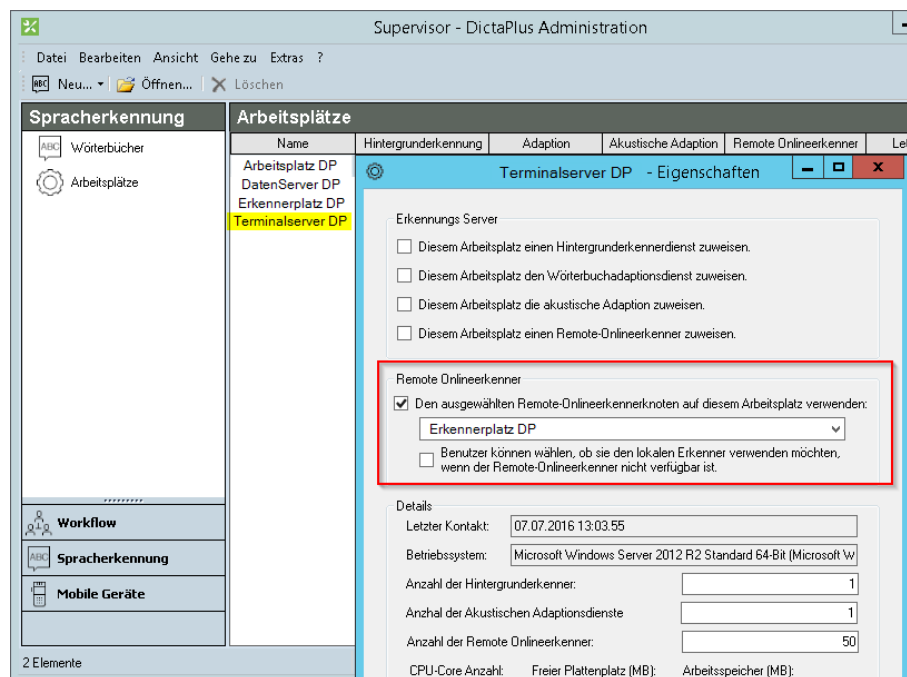 Supervisor - DictaPlus Administration
Datei Bearbeiten Ansicht Gehe zu Extras ?
ABC Neu... Öffnen... Löschen
Spracherkennung
ABC Wörterbücher
Arbeitsplätze
Arbeitsplätze
Name Hintergrunderkennung Adaption Akustische Adaption Remote Onlineerkenner
Arbeitsplatz DP
DatenServer DP
Erkennerplatz DP
Terminalserver DP
Terminalserver DP - Eigenschaften
Erkennungs Server
Diesem Arbeitsplatz einen Hintergrunderkennerdienst zuweisen.
Diesem Arbeitsplatz den Wörterbuchadaptionsdienst zuweisen.
Diesem Arbeitsplatz die akustische Adaption zuweisen.
Diesem Arbeitsplatz einen Remote-Onlineerkenner zuweisen.
Remote Onlineerkenner
Den ausgewählten Remote-Onlineerkennerknoten auf diesem Arbeitsplatz verwenden:
Erkennerplatz DP
Benutzer können wählen, ob sie den lokalen Erkenner verwenden möchten,
wenn der Remote-Onlineerkenner nicht verfügbar ist.
Details
Letzter Kontakt: 07.07.2016 13:03.55
Betriebssystem: Microsoft Windows Server 2012 R2 Standard 64-Bit (Microsoft W
Anzahl der Hintergrunderkenner: 1
Anzhal der Akustischen Adaptionsdienste 1
Anzahl der Remote Onlineerkenner: 50
CPU-Core Anzahl: Freier Plattenplatz (MB): Arbeitsspeicher (MB):
Workflow
ABC Spracherkennung
Mobile Geräte
2 Elemente